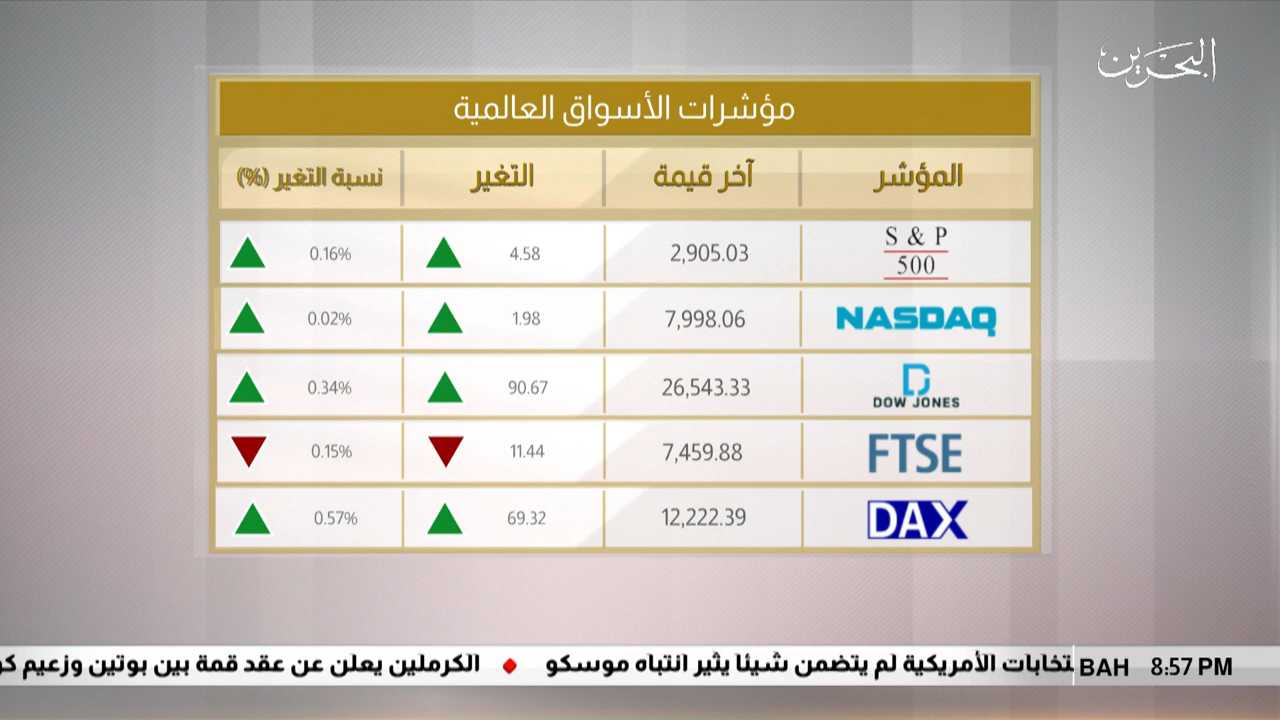 البحرين
مؤشرات الأسواق العالمية
المؤشر آخر قيمة التغير نسبة التغير (%)
S & P
500 2,905.03 4.58 0.16%
NASDAQ 7,998.06 1.98 0.02%
DOW JONES 26,543.33 90.67 0.34%
FTSE 7,459.88 11.44 0.15%
DAX 12,222.39 69.32 0.57%
الأمريكية لم يتضمن شيئا يثير انتباه موسكو ♦ الكرملين يعلن عن عقد قمة بين بوتين وزعيم
BAH 8:57 PM